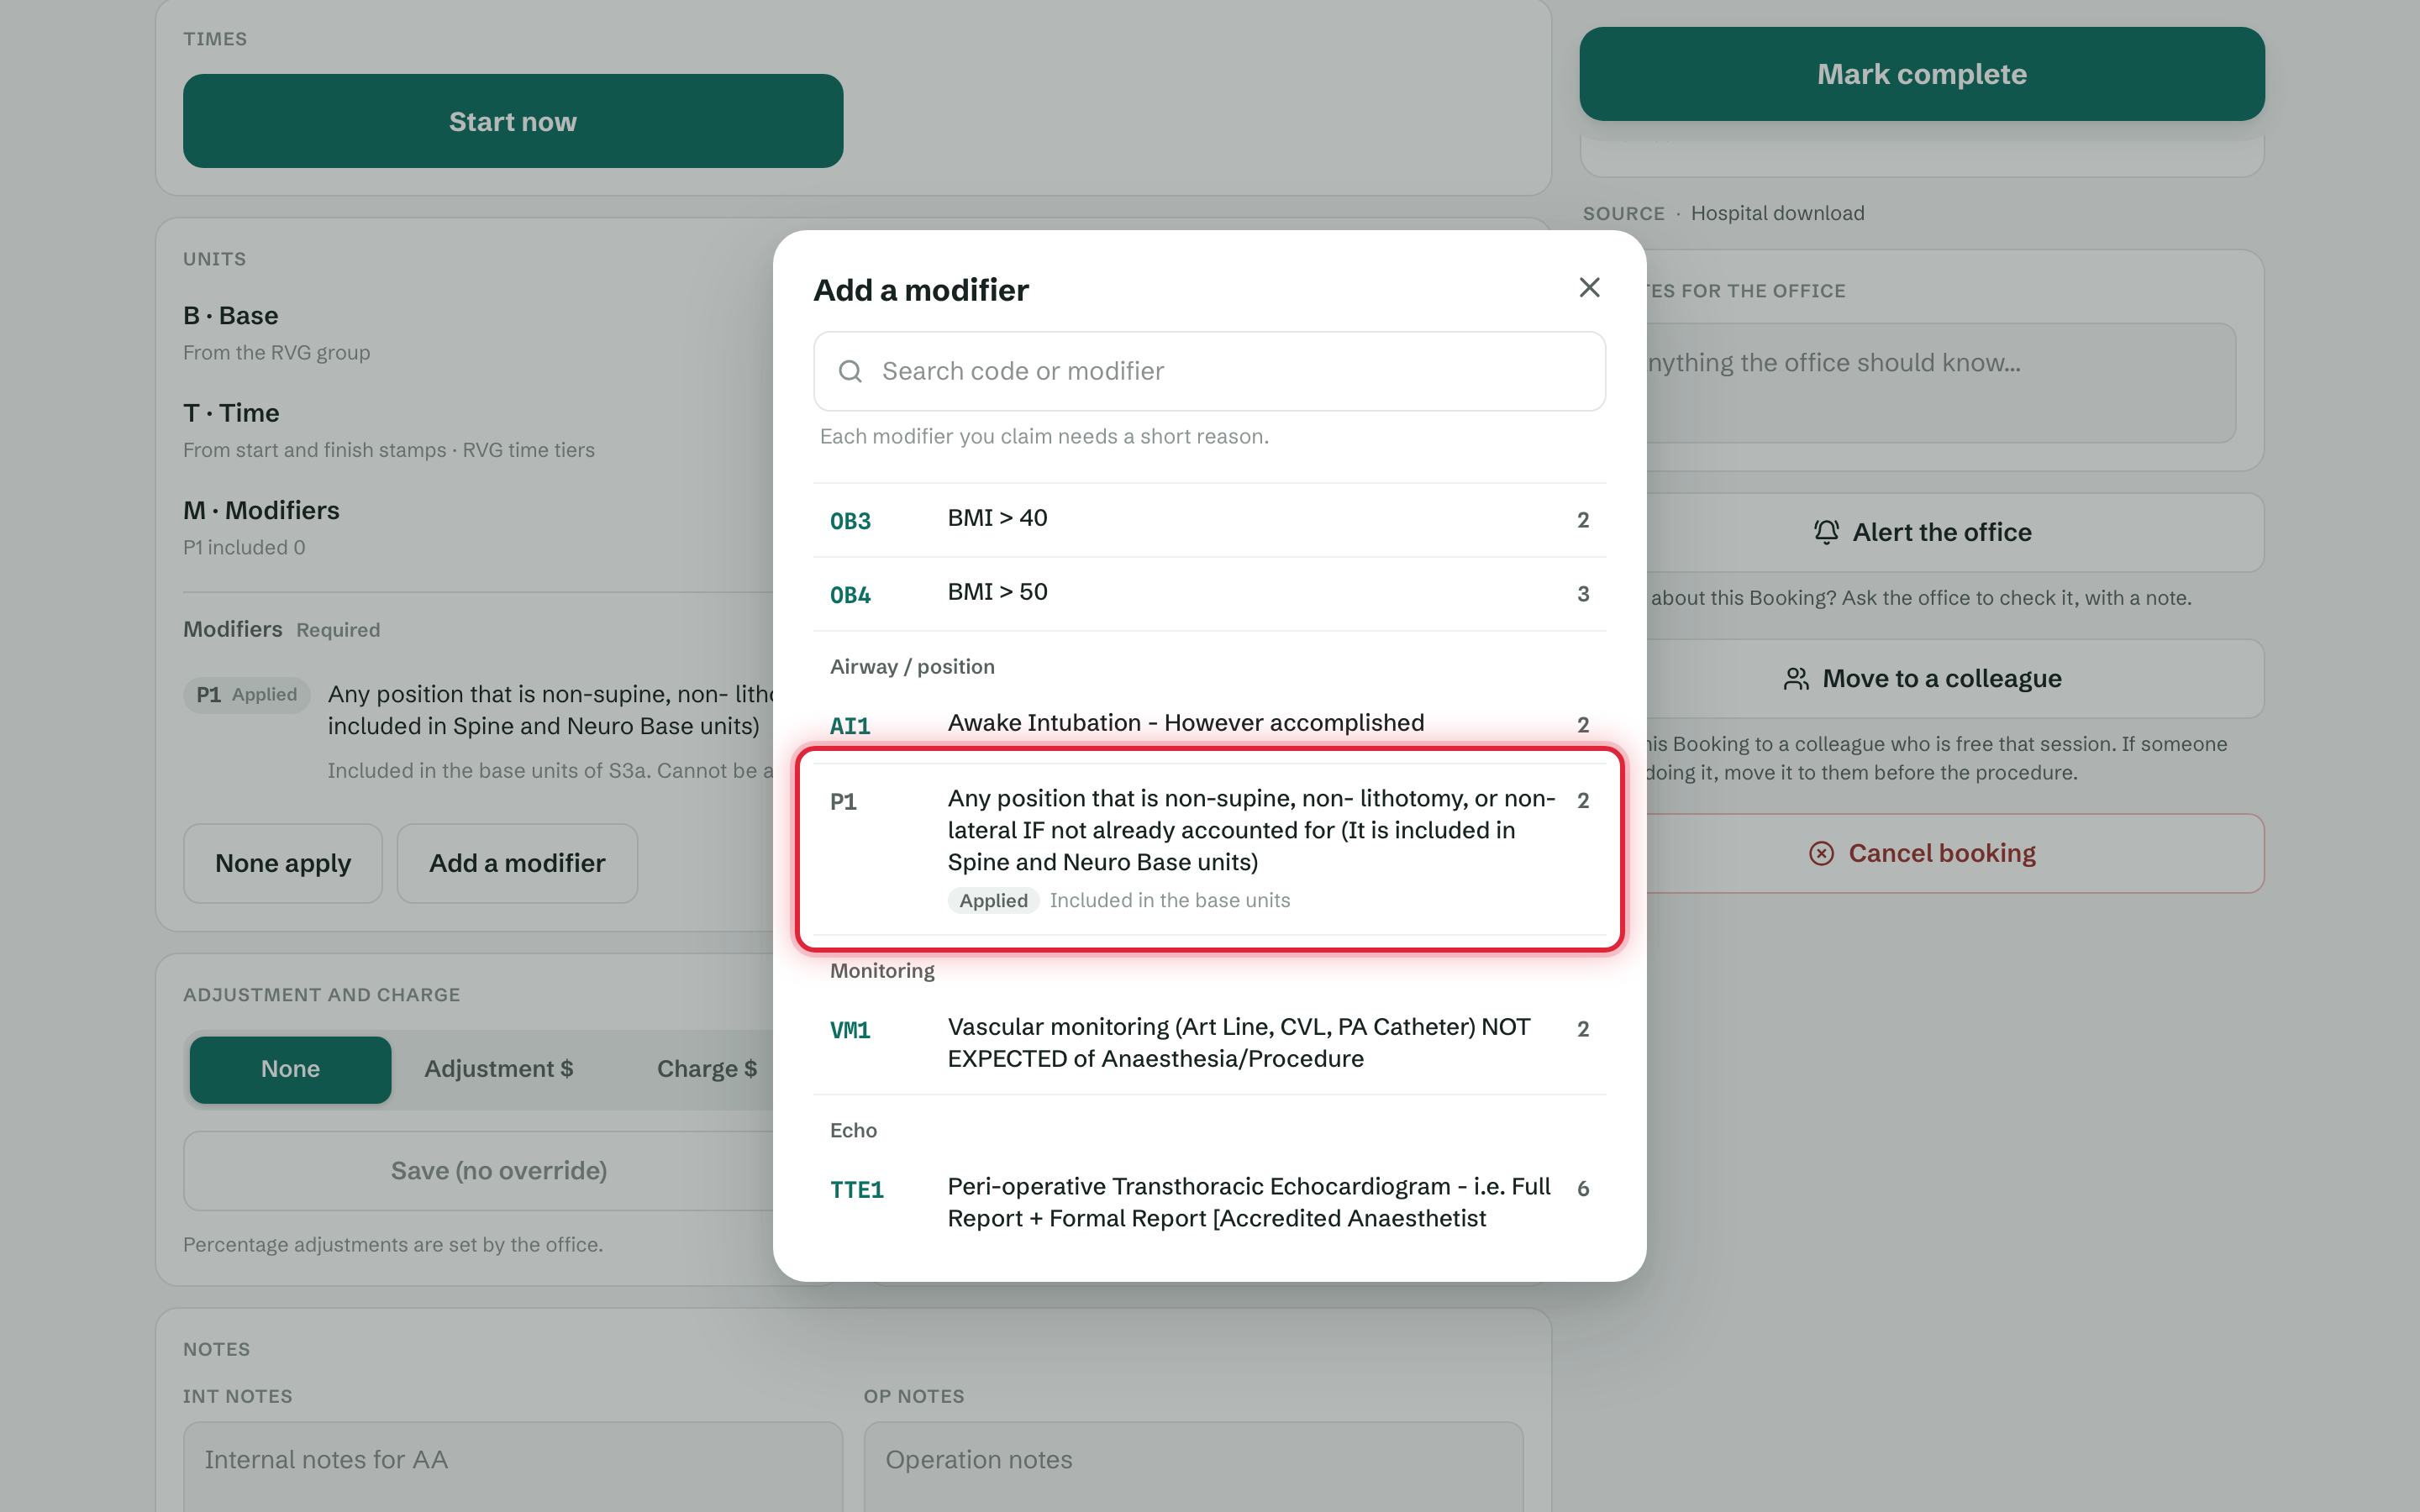 TIMES
Start now
Mark complete
SOURCE · Hospital download
UNITS
B · Base
From the RVG group
T · Time
From start and finish stamps · RVG time tiers
M · Modifiers
P1 included 0
Modifiers Required
P1 Applied Any position that is non-supine, non-
included in Spine and Neuro Base units)
Included in the base units of S3a. Cannot be
None apply
Add a modifier
ADJUSTMENT AND CHARGE
None
Adjustment $
Charge $
Save (no override)
Percentage adjustments are set by the office.
NOTES
INT NOTES
Internal notes for AA
OP NOTES
Operation notes
Add a modifier
Search code or modifier
Each modifier you claim needs a short reason.
OB3 BMI > 40 2
OB4 BMI > 50 3
Airway / position
AI1 Awake Intubation - However accomplished 2
P1 Any position that is non-supine, non- lithotomy, or non- 2
lateral IF not already accounted for (It is included in
Spine and Neuro Base units)
Applied Included in the base units
Monitoring
VM1 Vascular monitoring (Art Line, CVL, PA Catheter) NOT 2
EXPECTED of Anaesthesia/Procedure
Echo
TTE1 Peri-operative Transthoracic Echocardiogram - i.e. Full 6
Report + Formal Report [Accredited Anaesthetist
FOR THE OFFICE
the office should know...
Alert the office
about this Booking? Ask the office to check it, with a note.
Move to a colleague
Booking to a colleague who is free that session. If someone
doing it, move it to them before the procedure.
Cancel booking